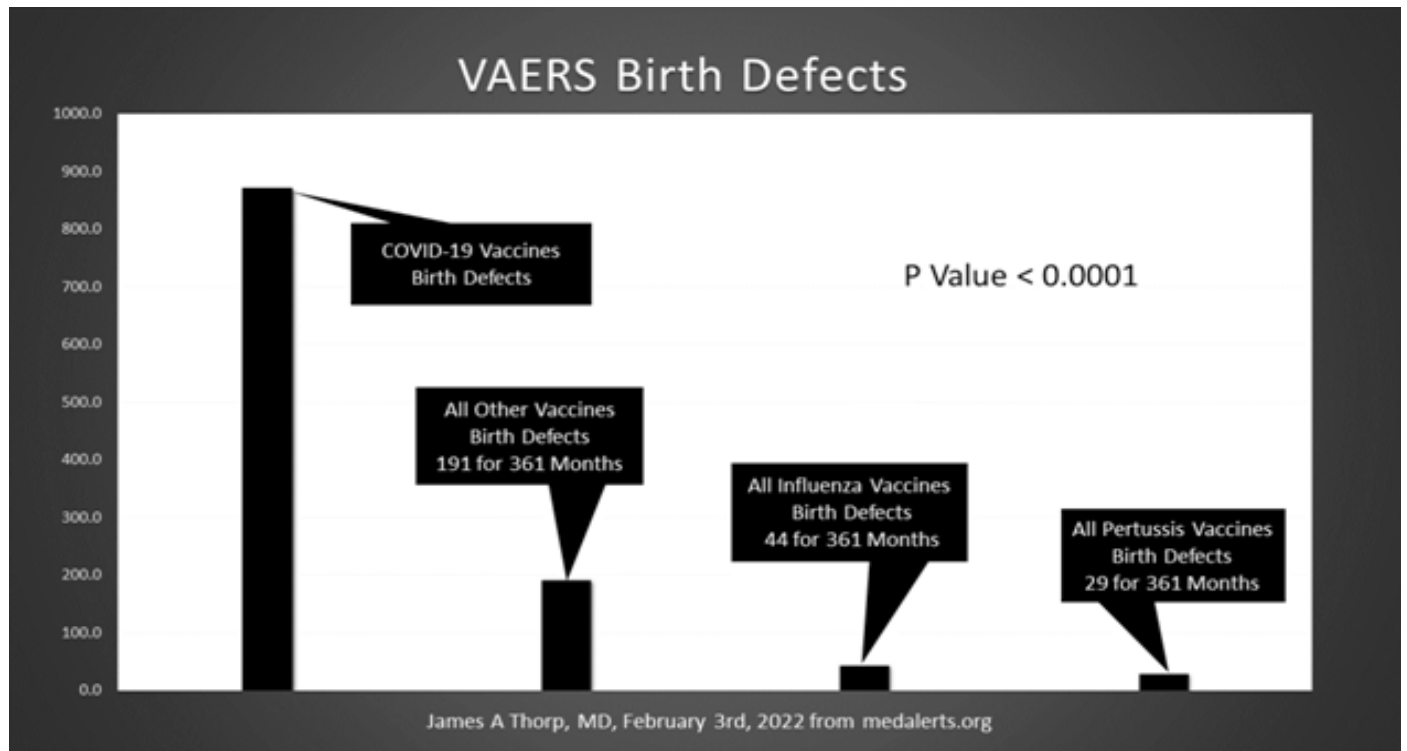 VAERS Birth Defects
1000.0
900.0
800.0
700.0
600.0
500.0
400.0
300.0
200.0
100.0
0.0
COVID-19 Vaccines
Birth Defects
P Value < 0.0001
All Other Vaccines
Birth Defects
191 for 361 Months
All Influenza Vaccines
Birth Defects
44 for 361 Months
All Pertussis Vaccines
Birth Defects
29 for 361 Months
James A Thorp, MD, February 3rd, 2022 from medalerts.org